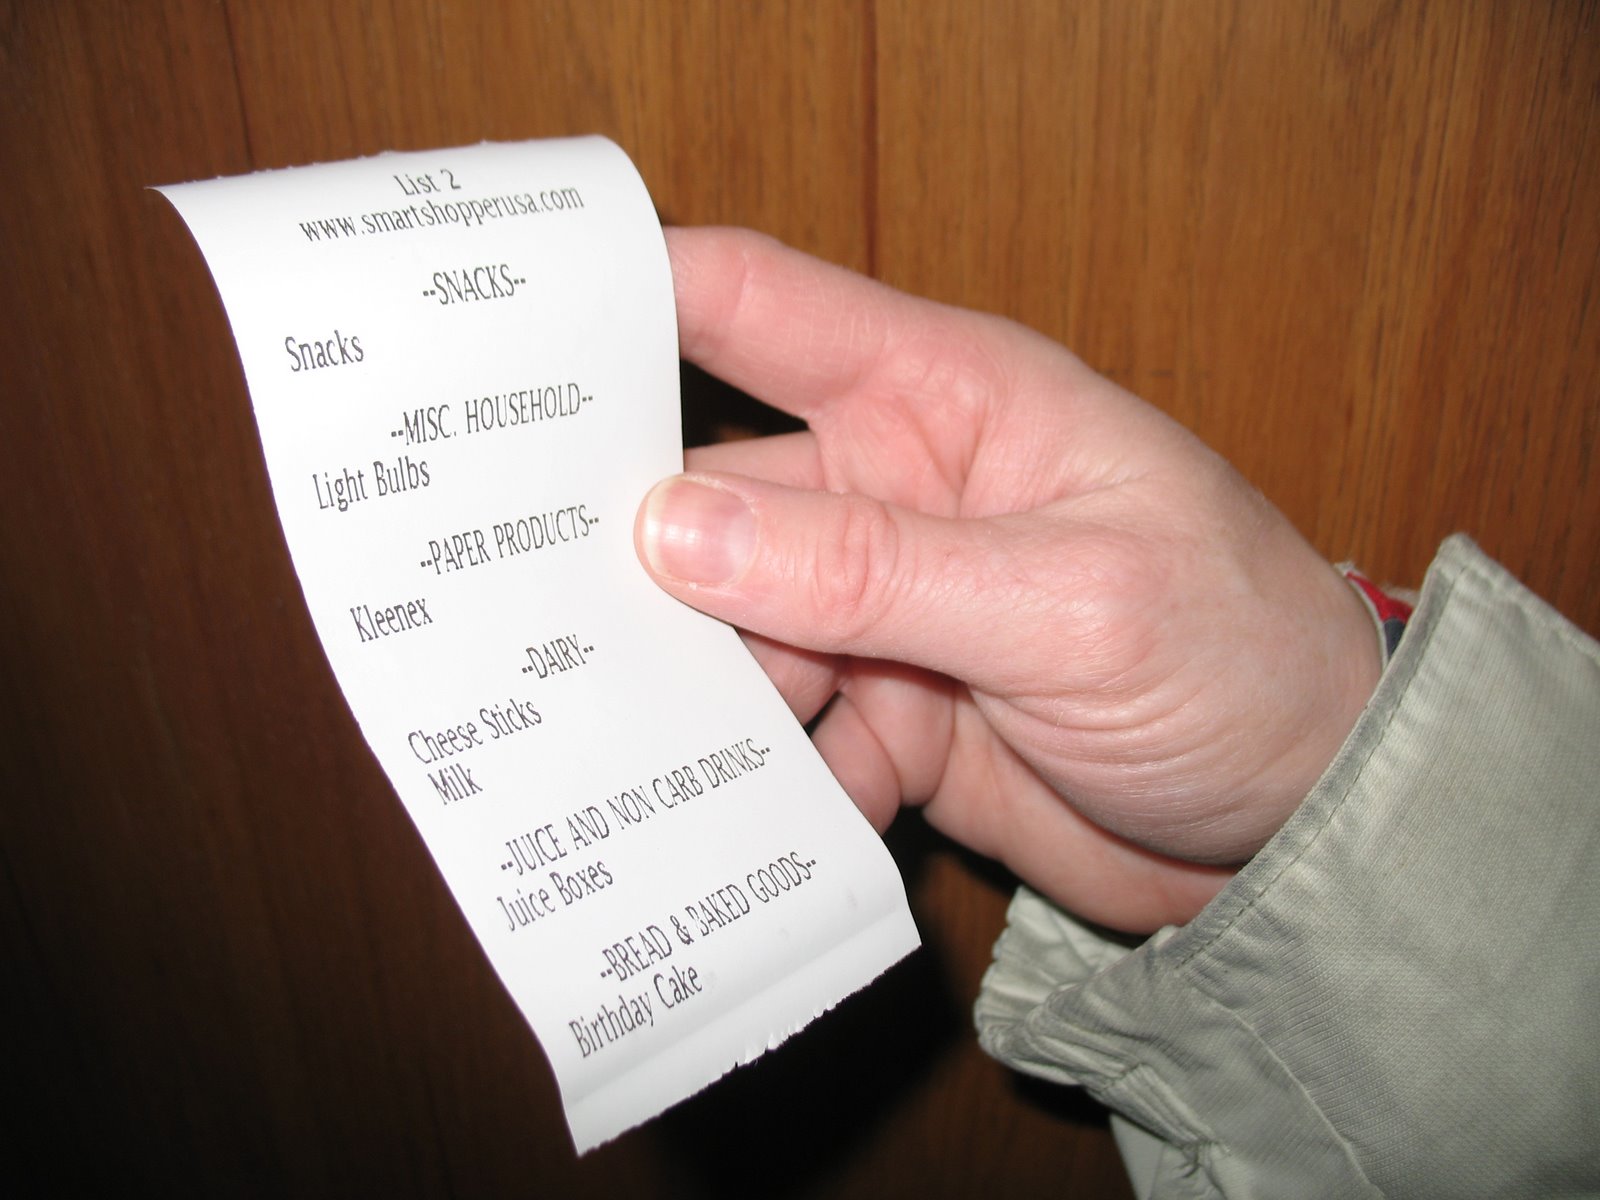 List 2
www.smartshopperusa.com
--SNACKS--
Snacks
--MISC. HOUSEHOLD--
Light Bulbs
--PAPER PRODUCTS--
Kleenex
--DAIRY--
Cheese Sticks
Milk
--JUICE AND NON CARB DRINKS--
Juice Boxes
--BREAD & BAKED GOODS--
Birthday Cake